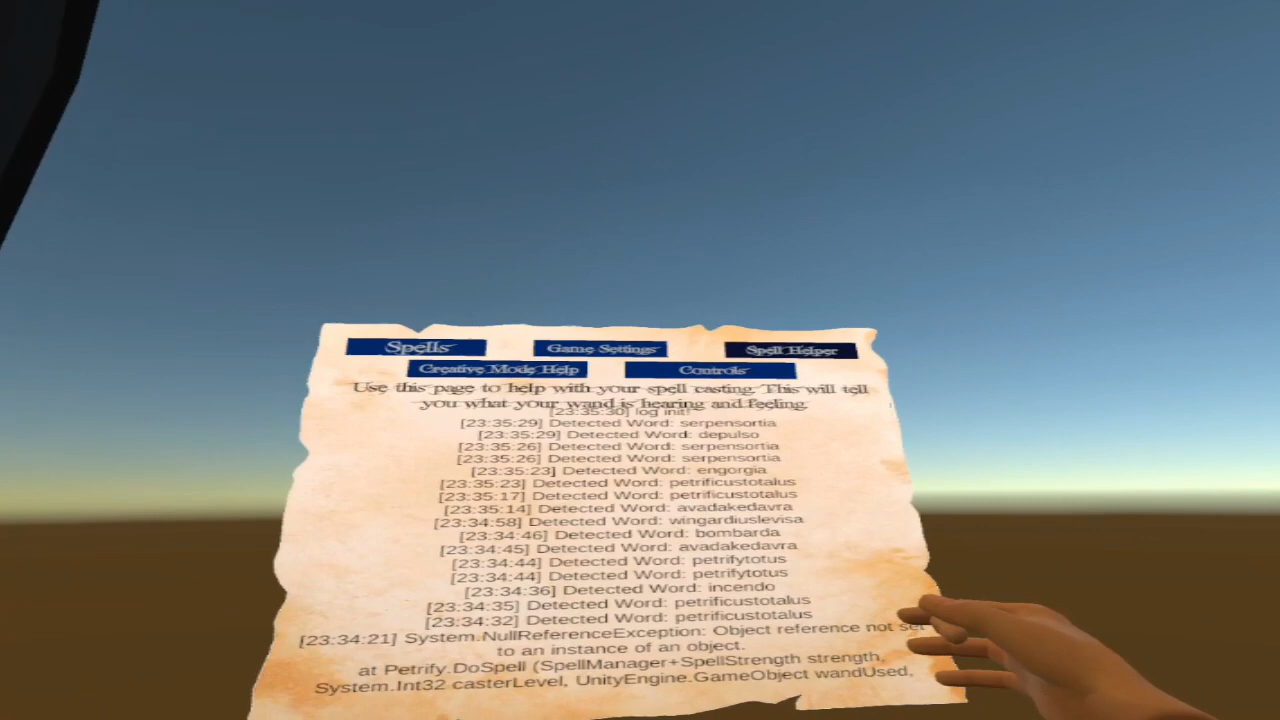 Spells Game Settings Spell Helper
Creative Mode Help Controls
Use this page to help with your spell casting. This will tell
you what your wand is hearing and feeling.
[23:35:30] log init!
[23:35:29] Detected Word: serpensortia
[23:35:29] Detected Word: depulso
[23:35:26] Detected Word: serpensortia
[23:35:26] Detected Word: serpensortia
[23:35:23] Detected Word: engorgia
[23:35:23] Detected Word: petrificustotalus
[23:35:17] Detected Word: petrificustotalus
[23:35:14] Detected Word: avadakedavra
[23:34:58] Detected Word: wingardiuslevisa
[23:34:46] Detected Word: bombarda
[23:34:45] Detected Word: avadakedavra
[23:34:44] Detected Word: petrifytotus
[23:34:44] Detected Word: petrifytotus
[23:34:36] Detected Word: incendo
[23:34:35] Detected Word: petrificustotalus
[23:34:32] Detected Word: petrificustotalus
[23:34:21] System.NullReferenceException: Object reference not set
to an instance of an object.
at Petrify.DoSpell (SpellManager+SpellStrength strength,
System.Int32 casterLevel, UnityEngine.GameObject wandUsed,